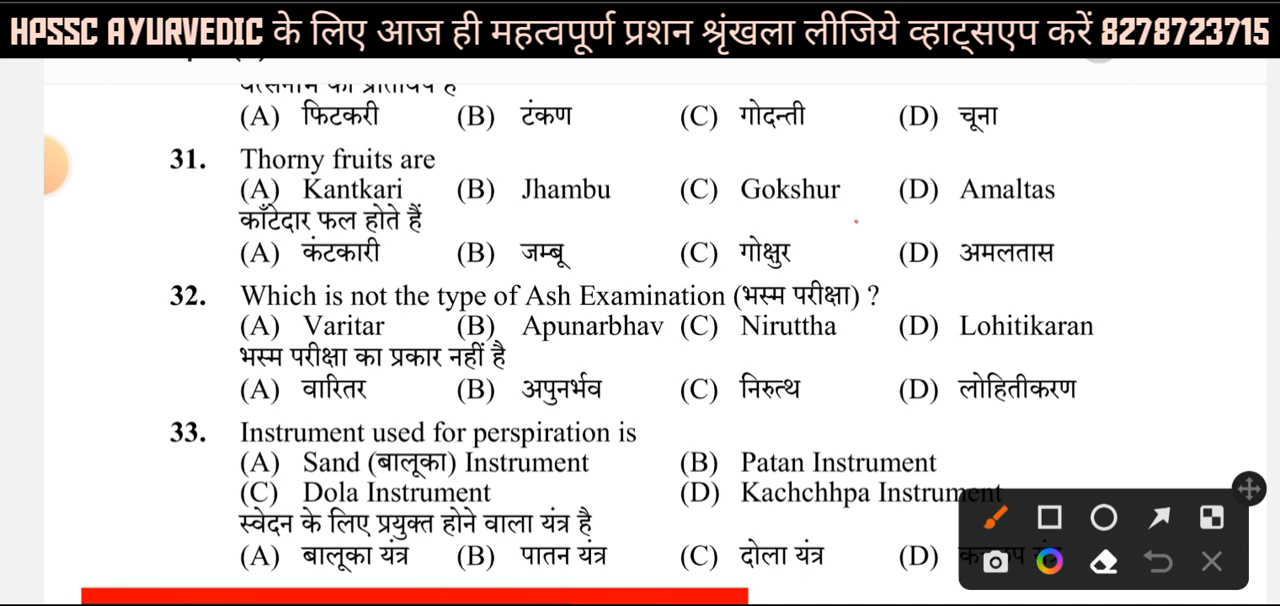 HPSSC AYURVEDIC के लिए आज ही महत्वपूर्ण प्रशन श्रृंखला लीजिये व्हाट्सएप करें 8278723715
(A) फिटकरी (B) टंकण (C) गोदन्ती (D) चूना
31. Thorny fruits are
(A) Kantkari (B) Jhambu (C) Gokshur (D) Amaltas
काँटेदार फल होते हैं
(A) कंटकारी (B) जम्बू (C) गोक्षुर (D) अमलतास
32. Which is not the type of Ash Examination (भस्म परीक्षा) ?
(A) Varitar (B) Apunarbhav (C) Niruttha (D) Lohitikaran
भस्म परीक्षा का प्रकार नहीं है
(A) वारितर (B) अपुनर्भव (C) निरुत्थ (D) लोहितीकरण
33. Instrument used for perspiration is
(A) Sand (बालूका) Instrument (B) Patan Instrument
(C) Dola Instrument (D) Kachchhpa Instrument
स्वेदन के लिए प्रयुक्त होने वाला यंत्र है
(A) बालूका यंत्र (B) पातन यंत्र (C) दोला यंत्र (D)